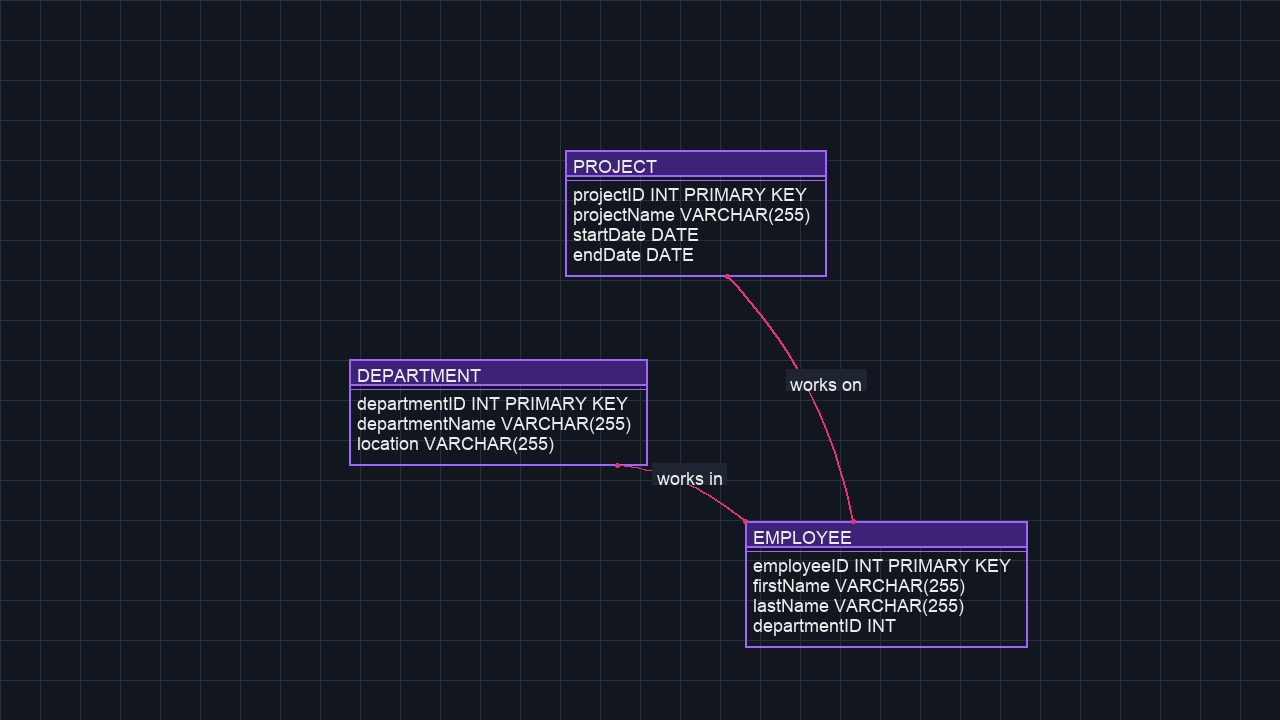 PROJECT
projectID INT PRIMARY KEY
projectName VARCHAR(255)
startDate DATE
endDate DATE
works on
DEPARTMENT
departmentID INT PRIMARY KEY
departmentName VARCHAR(255)
location VARCHAR(255)
works in
EMPLOYEE
employeeID INT PRIMARY KEY
firstName VARCHAR(255)
lastName VARCHAR(255)
departmentID INT